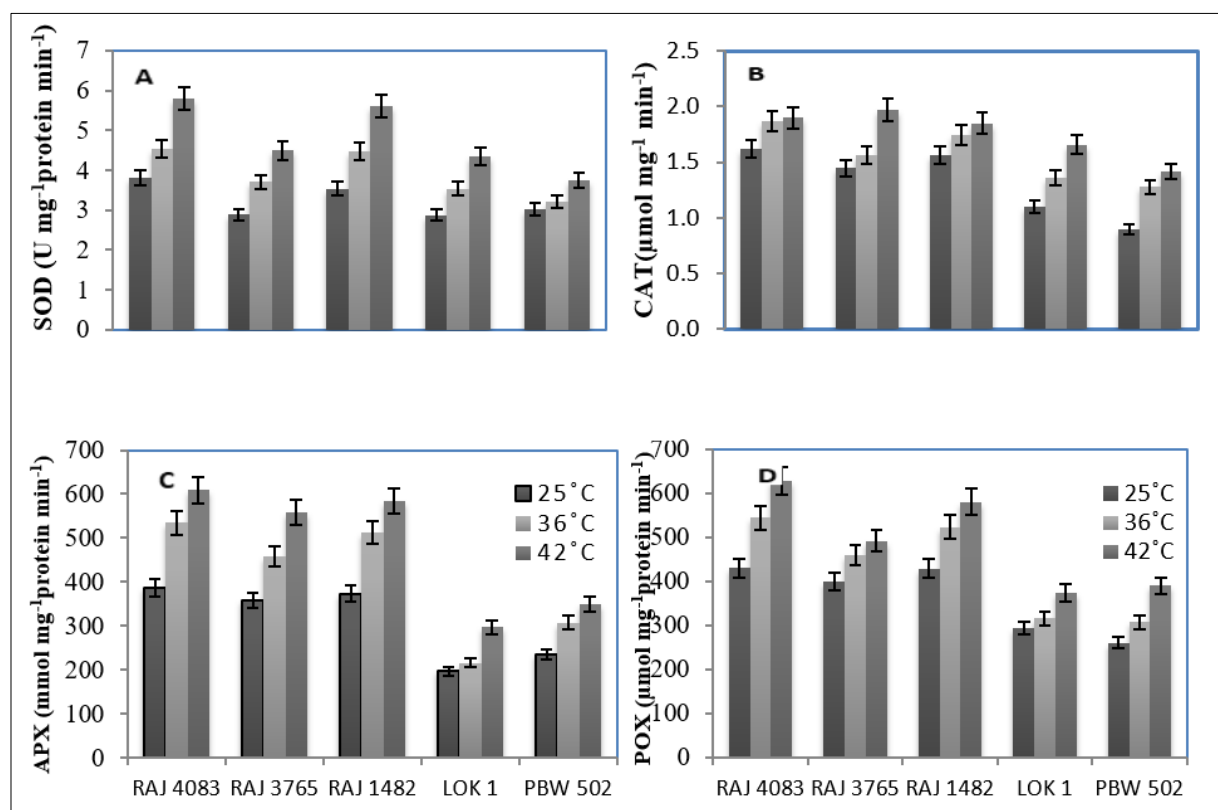 A
SOD (U mg⁻¹protein min⁻¹)
7
6
5
4
3
2
1
0
B
CAT(µmol mg⁻¹ min⁻¹)
2.5
2.0
1.5
1.0
0.5
0.0
C
APX (mmol mg⁻¹protein min⁻¹)
700
600
500
400
300
200
100
0
25˚C
36˚C
42˚C
RAJ 4083 RAJ 3765 RAJ 1482 LOK 1 PBW 502
D
POX (µmol mg⁻¹protein min⁻¹)
700
600
500
400
300
200
100
0
25˚C
36˚C
42˚C
RAJ 4083 RAJ 3765 RAJ 1482 LOK 1 PBW 502